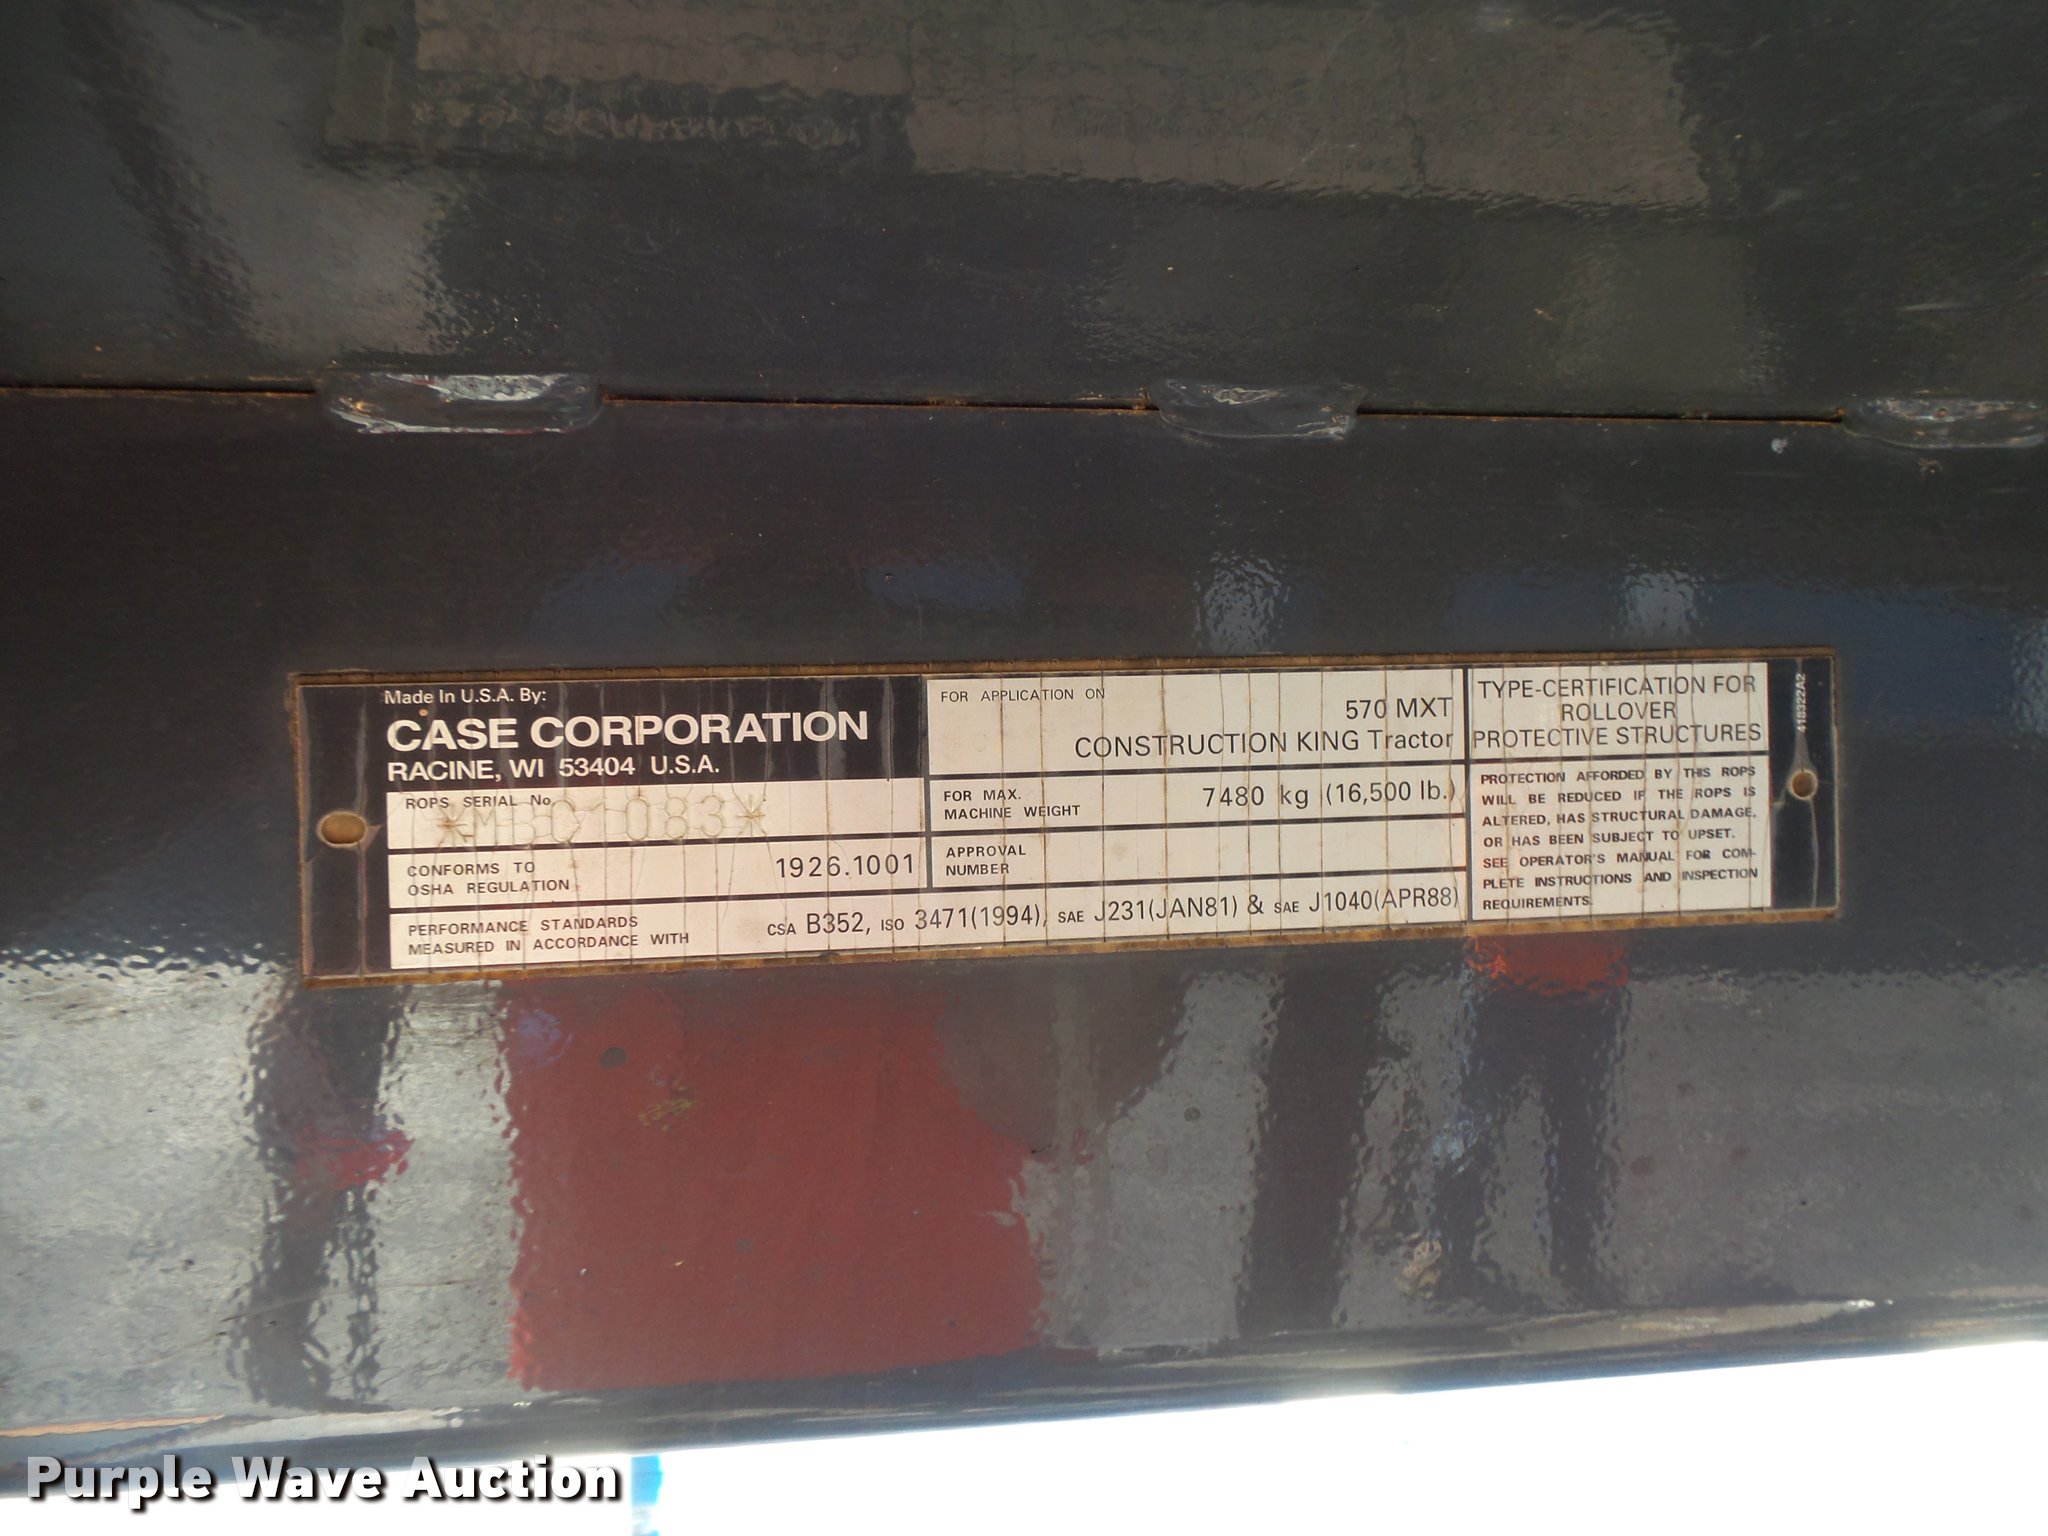 Made In U.S.A. By:
CASE CORPORATION
RACINE, WI 53404 U.S.A.
ROPS SERIAL No.
*MBC1083*
CONFORMS TO
OSHA REGULATION
1926.1001
PERFORMANCE STANDARDS
MEASURED IN ACCORDANCE WITH
CSA B352, ISO 3471(1994), SAE J231(JAN81) & SAE J1040(APR88)
FOR APPLICATION ON
570 MXT
CONSTRUCTION KING Tractor
FOR MAX.
MACHINE WEIGHT
7480 kg (16,500 lb.)
APPROVAL
NUMBER
TYPE-CERTIFICATION FOR
ROLLOVER
PROTECTIVE STRUCTURES
PROTECTION AFFORDED BY THIS ROPS
WILL BE REDUCED IF THE ROPS IS
ALTERED, HAS STRUCTURAL DAMAGE,
OR HAS BEEN SUBJECT TO UPSET.
SEE OPERATOR'S MANUAL FOR COM-
PLETE INSTRUCTIONS AND INSPECTION
REQUIREMENTS.
418322A2
Purple Wave Auction